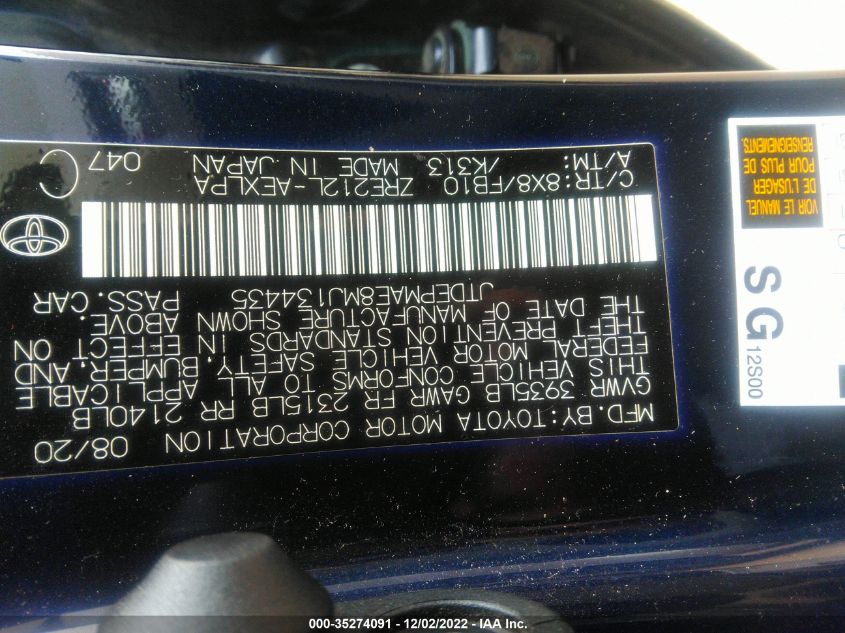 MFD.BY:TOYOTA MOTOR CORPORATION 08/20
GVWR 3935LB GAWR FR 2315LB RR 2140LB
THIS VEHICLE CONFORMS TO ALL APPLICABLE
FEDERAL MOTOR VEHICLE SAFETY, BUMPER, AND
THEFT PREVENTION STANDARDS IN EFFECT ON
THE DATE OF MANUFACTURE SHOWN ABOVE.
JTDEPMAE8MJ134435 PASS. CAR
C/TR: 8X8/FB10 ZRE212L-AEXLPA
A/TM: /K313 MADE IN JAPAN 047 C
VOIR LE MANUEL
DE L'USAGER
POUR PLUS DE
RENSEIGNEMENTS.
SG
12S00
000-35274091 - 12/02/2022 - IAA Inc.